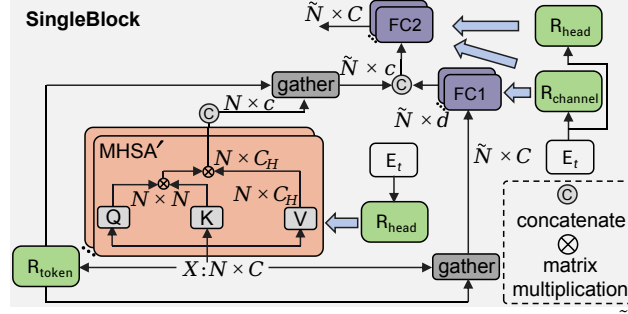 SingleBlock
Ñ × C
FC2
R_head
gather
Ñ × c
C
FC1
R_channel
N × c
C
Ñ × d
MHSA′
N × C_H
E_t
Ñ × C
E_t
N × N
N × C_H
Q
K
V
R_head
C
concatenate
⊗
matrix
multiplication
R_token
X:N × C
gather